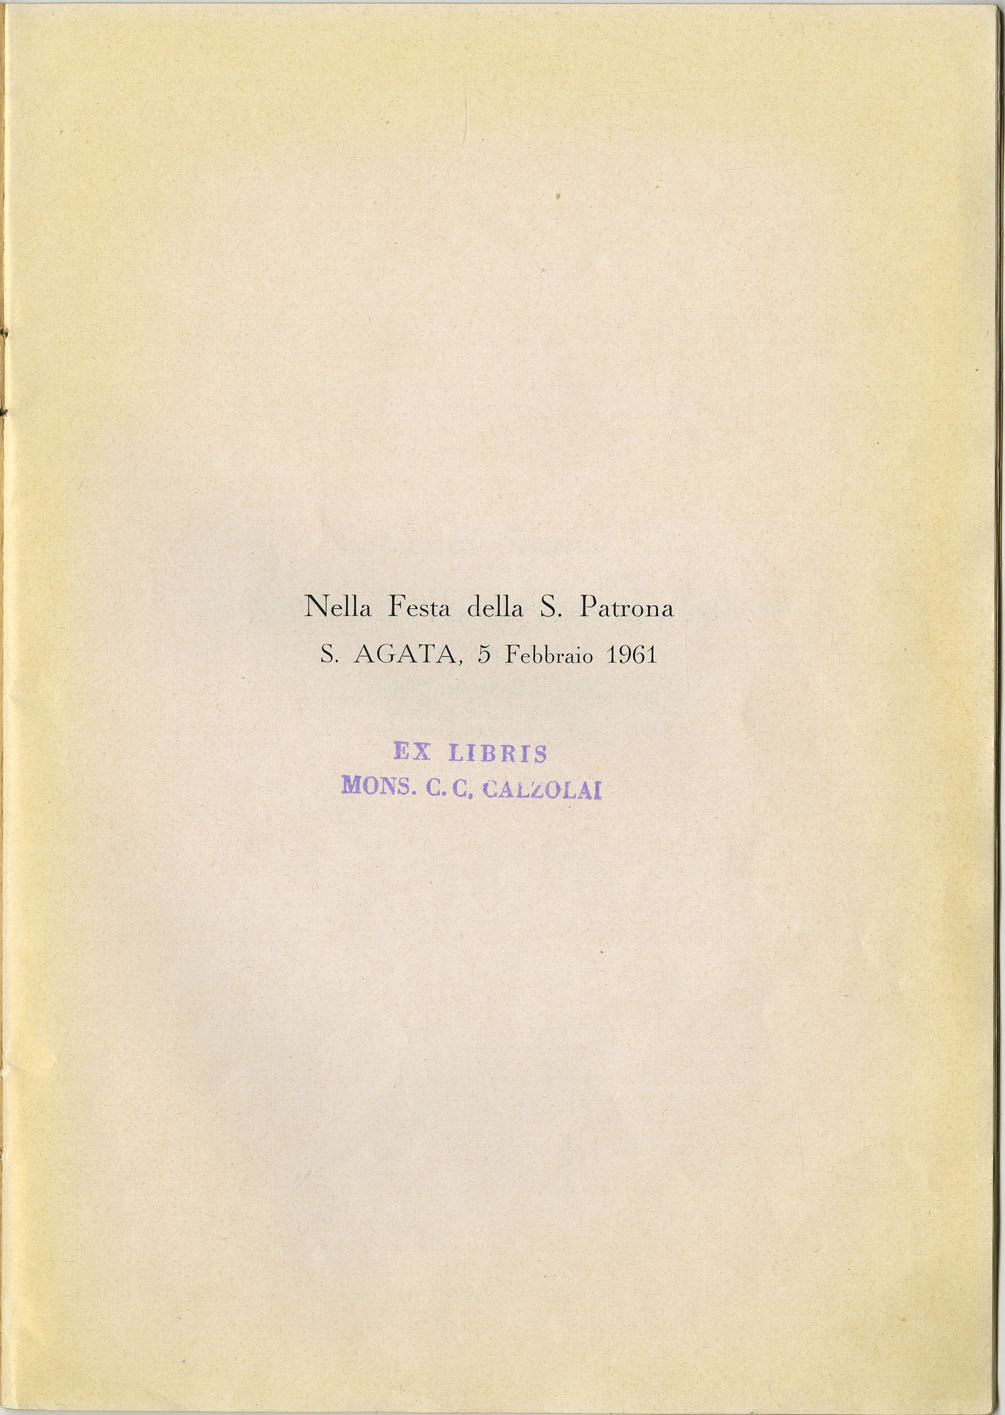 Nella Festa della S. Patrona
S. AGATA, 5 Febbraio 1961
EX LIBRIS
MONS. C. C. CALZOLAI